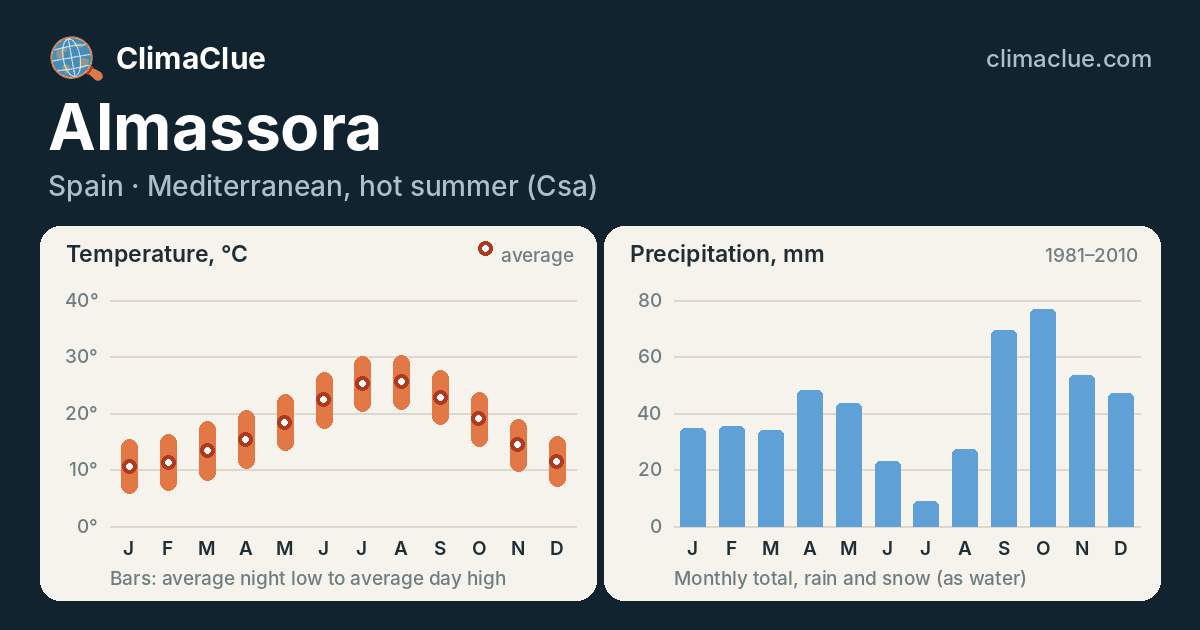 ClimaClue
climaclue.com
Almassora
Spain · Mediterranean, hot summer (Csa)
Temperature, °C
average
40°
30°
20°
10°
0°
J F M A M J J A S O N D
Bars: average night low to average day high
Precipitation, mm
1981–2010
80
60
40
20
0
J F M A M J J A S O N D
Monthly total, rain and snow (as water)